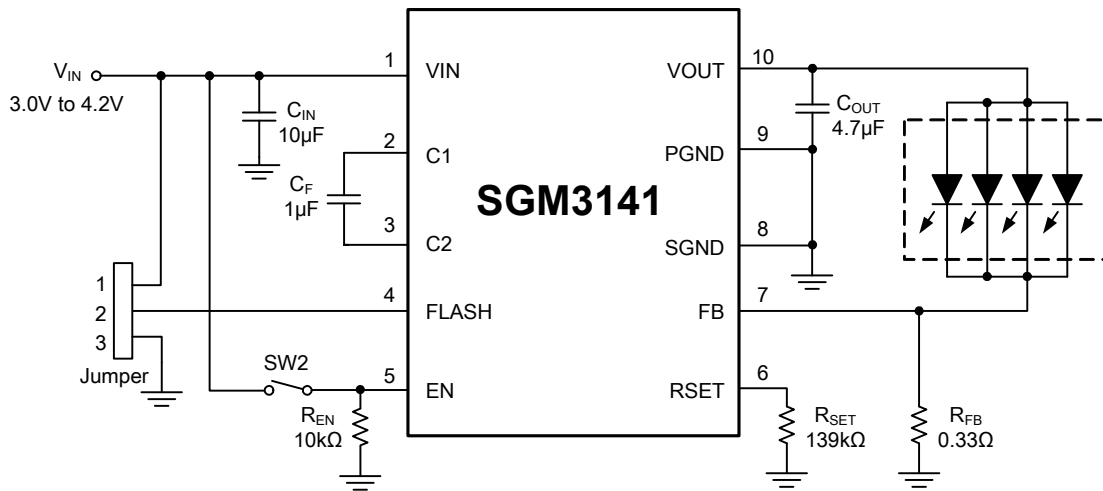 V_IN
3.0V to 4.2V
C_IN
10µF
C_F
1µF
1
2
3
Jumper
SW2
R_EN
10kΩ
1
VIN
2
C1
3
C2
4
FLASH
5
EN
SGM3141
10
VOUT
9
PGND
8
SGND
7
FB
6
RSET
C_OUT
4.7µF
R_SET
139kΩ
R_FB
0.33Ω